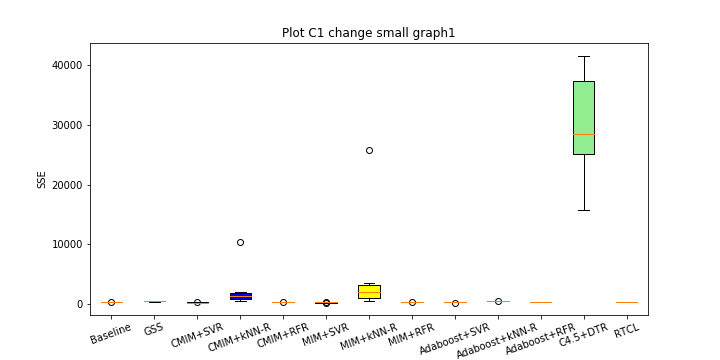 Plot C1 change small graph1
40000
30000
20000
10000
0
SSE
Baseline
GSS
CMIM+SVR
CMIM+kNN-R
CMIM+RFR
MIM+SVR
MIM+kNN-R
MIM+RFR
Adaboost+SVR
Adaboost+kNN-R
Adaboost+RFR
C4.5+DTR
RTCL